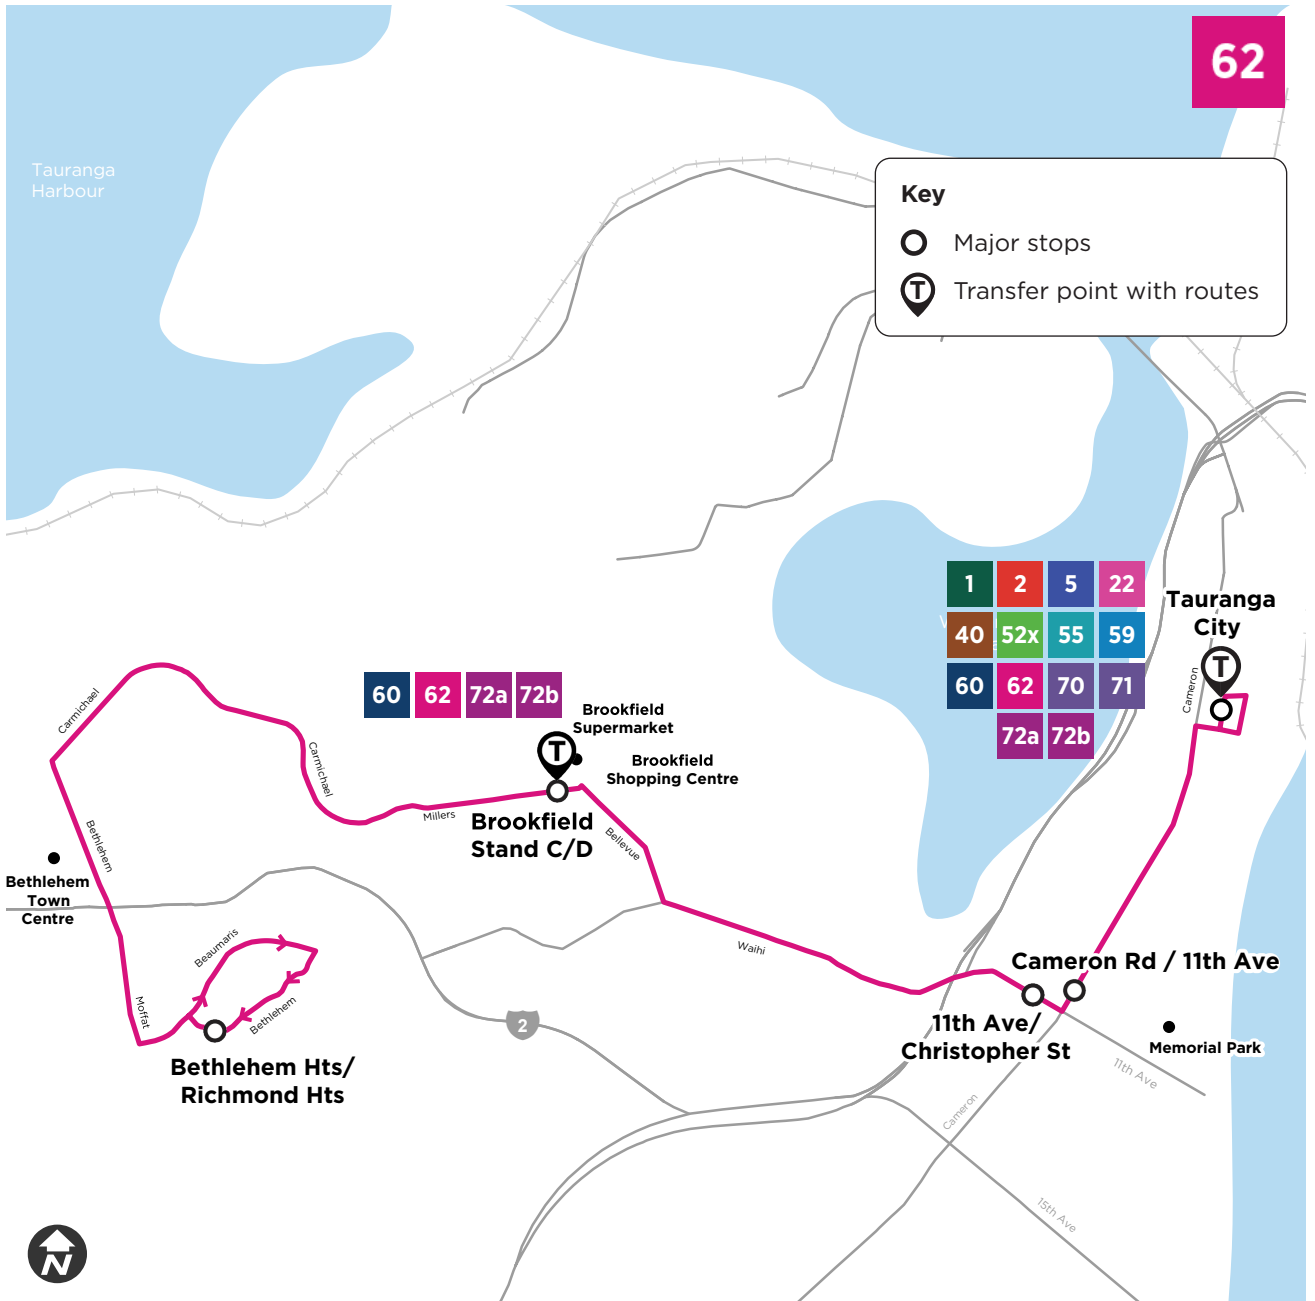 62
Tauranga
Harbour
Key
Major stops
T
Transfer point with routes
1
2
5
22
40
52x
55
59
60
62
70
71
72a
72b
Tauranga
City
T
Cameron
Carmichael
60
62
72a
72b
Brookfield
Supermarket
T
Brookfield
Shopping Centre
Carmichael
Millers
Brookfield
Stand C/D
Bellevue
Bethlehem
Bethlehem
Town
Centre
Beaumaris
Waihi
Cameron Rd / 11th Ave
Moffat
Bethlehem
2
11th Ave/
Christopher St
Memorial Park
Bethlehem Hts/
Richmond Hts
11th Ave
Cameron
15th Ave
N